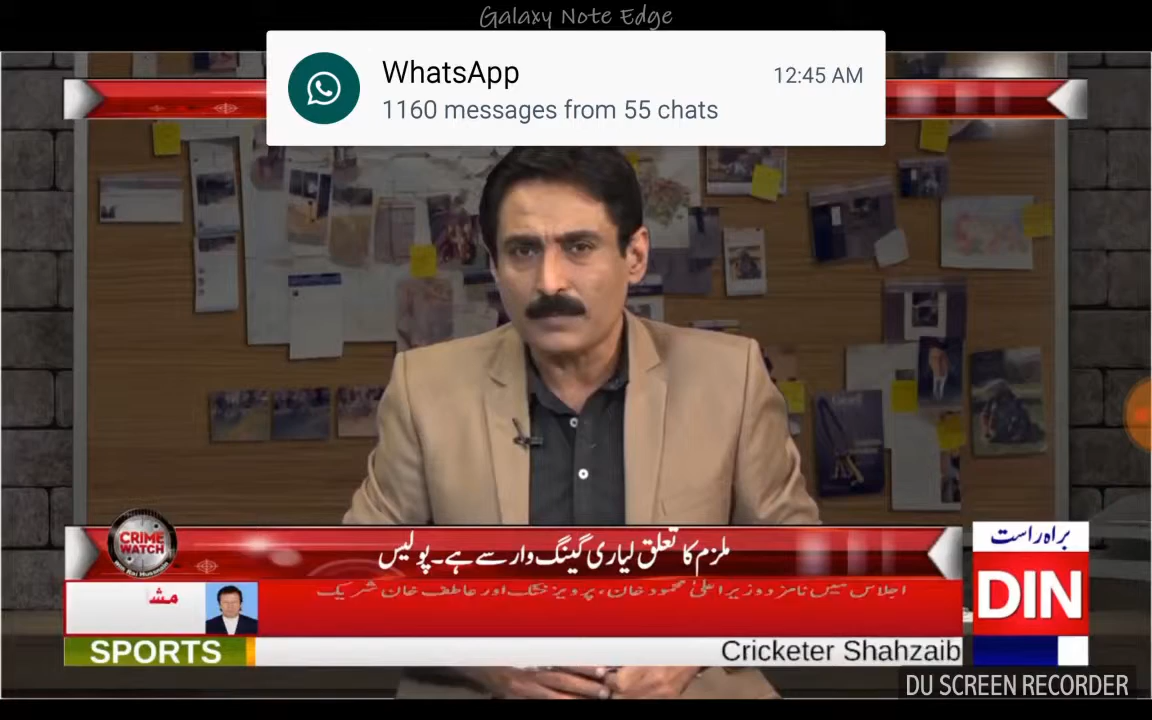 Galaxy Note Edge
WhatsApp
12:45 AM
1160 messages from 55 chats
CRIME
WATCH
ملزم کا تعلق لیاری گینگ وار سے ہے۔پولیس
براہ راست
مشا
اجلاس میں نامزد وزیراعلیٰ محمود خان، پرویز خٹک اور عاطف خان شریک
DIN
SPORTS
Cricketer Shahzaib
DU SCREEN RECORDER